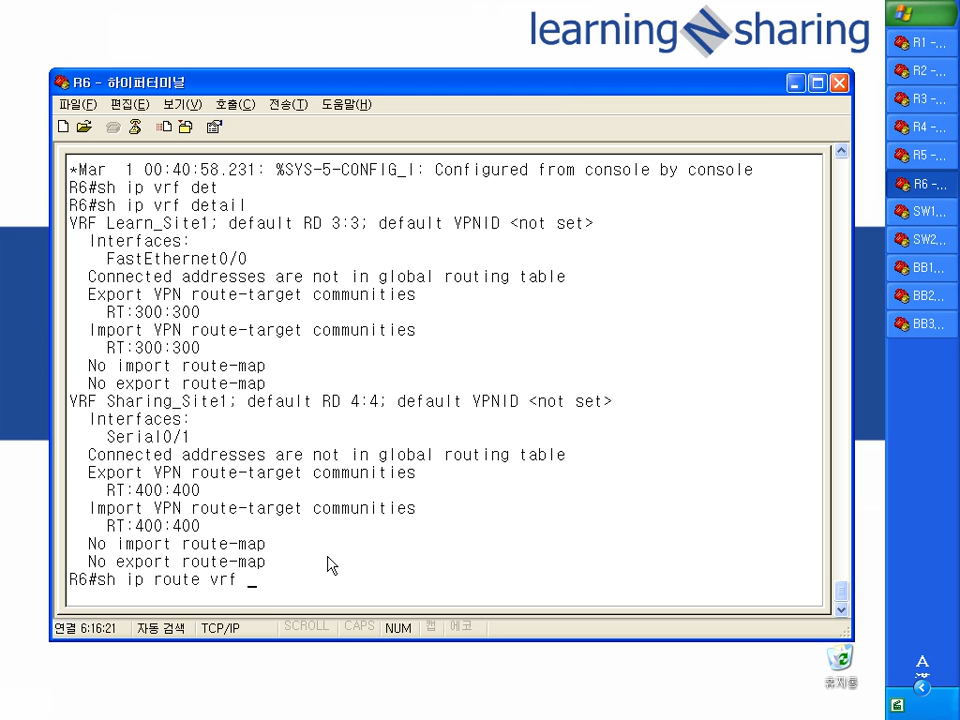 learning N sharing
R6 - 하이퍼터미널
파일(F) 편집(E) 보기(V) 호출(C) 전송(T) 도움말(H)
*Mar  1 00:40:58.231: %SYS-5-CONFIG_I: Configured from console by console
R6#sh ip vrf det
R6#sh ip vrf detail
VRF Learn_Site1; default RD 3:3; default VPNID <not set>
  Interfaces:
    FastEthernet0/0
  Connected addresses are not in global routing table
  Export VPN route-target communities
    RT:300:300
  Import VPN route-target communities
    RT:300:300
  No import route-map
  No export route-map
VRF Sharing_Site1; default RD 4:4; default VPNID <not set>
  Interfaces:
    Serial0/1
  Connected addresses are not in global routing table
  Export VPN route-target communities
    RT:400:400
  Import VPN route-target communities
    RT:400:400
  No import route-map
  No export route-map
R6#sh ip route vrf _
연결 6:16:21 자동 검색 TCP/IP SCROLL CAPS NUM 캡 에코
휴지통
R1 -...
R2 -...
R3 -...
R4 -...
R5 -...
R6 -...
SW1...
SW2...
BB1...
BB2...
BB3...
A